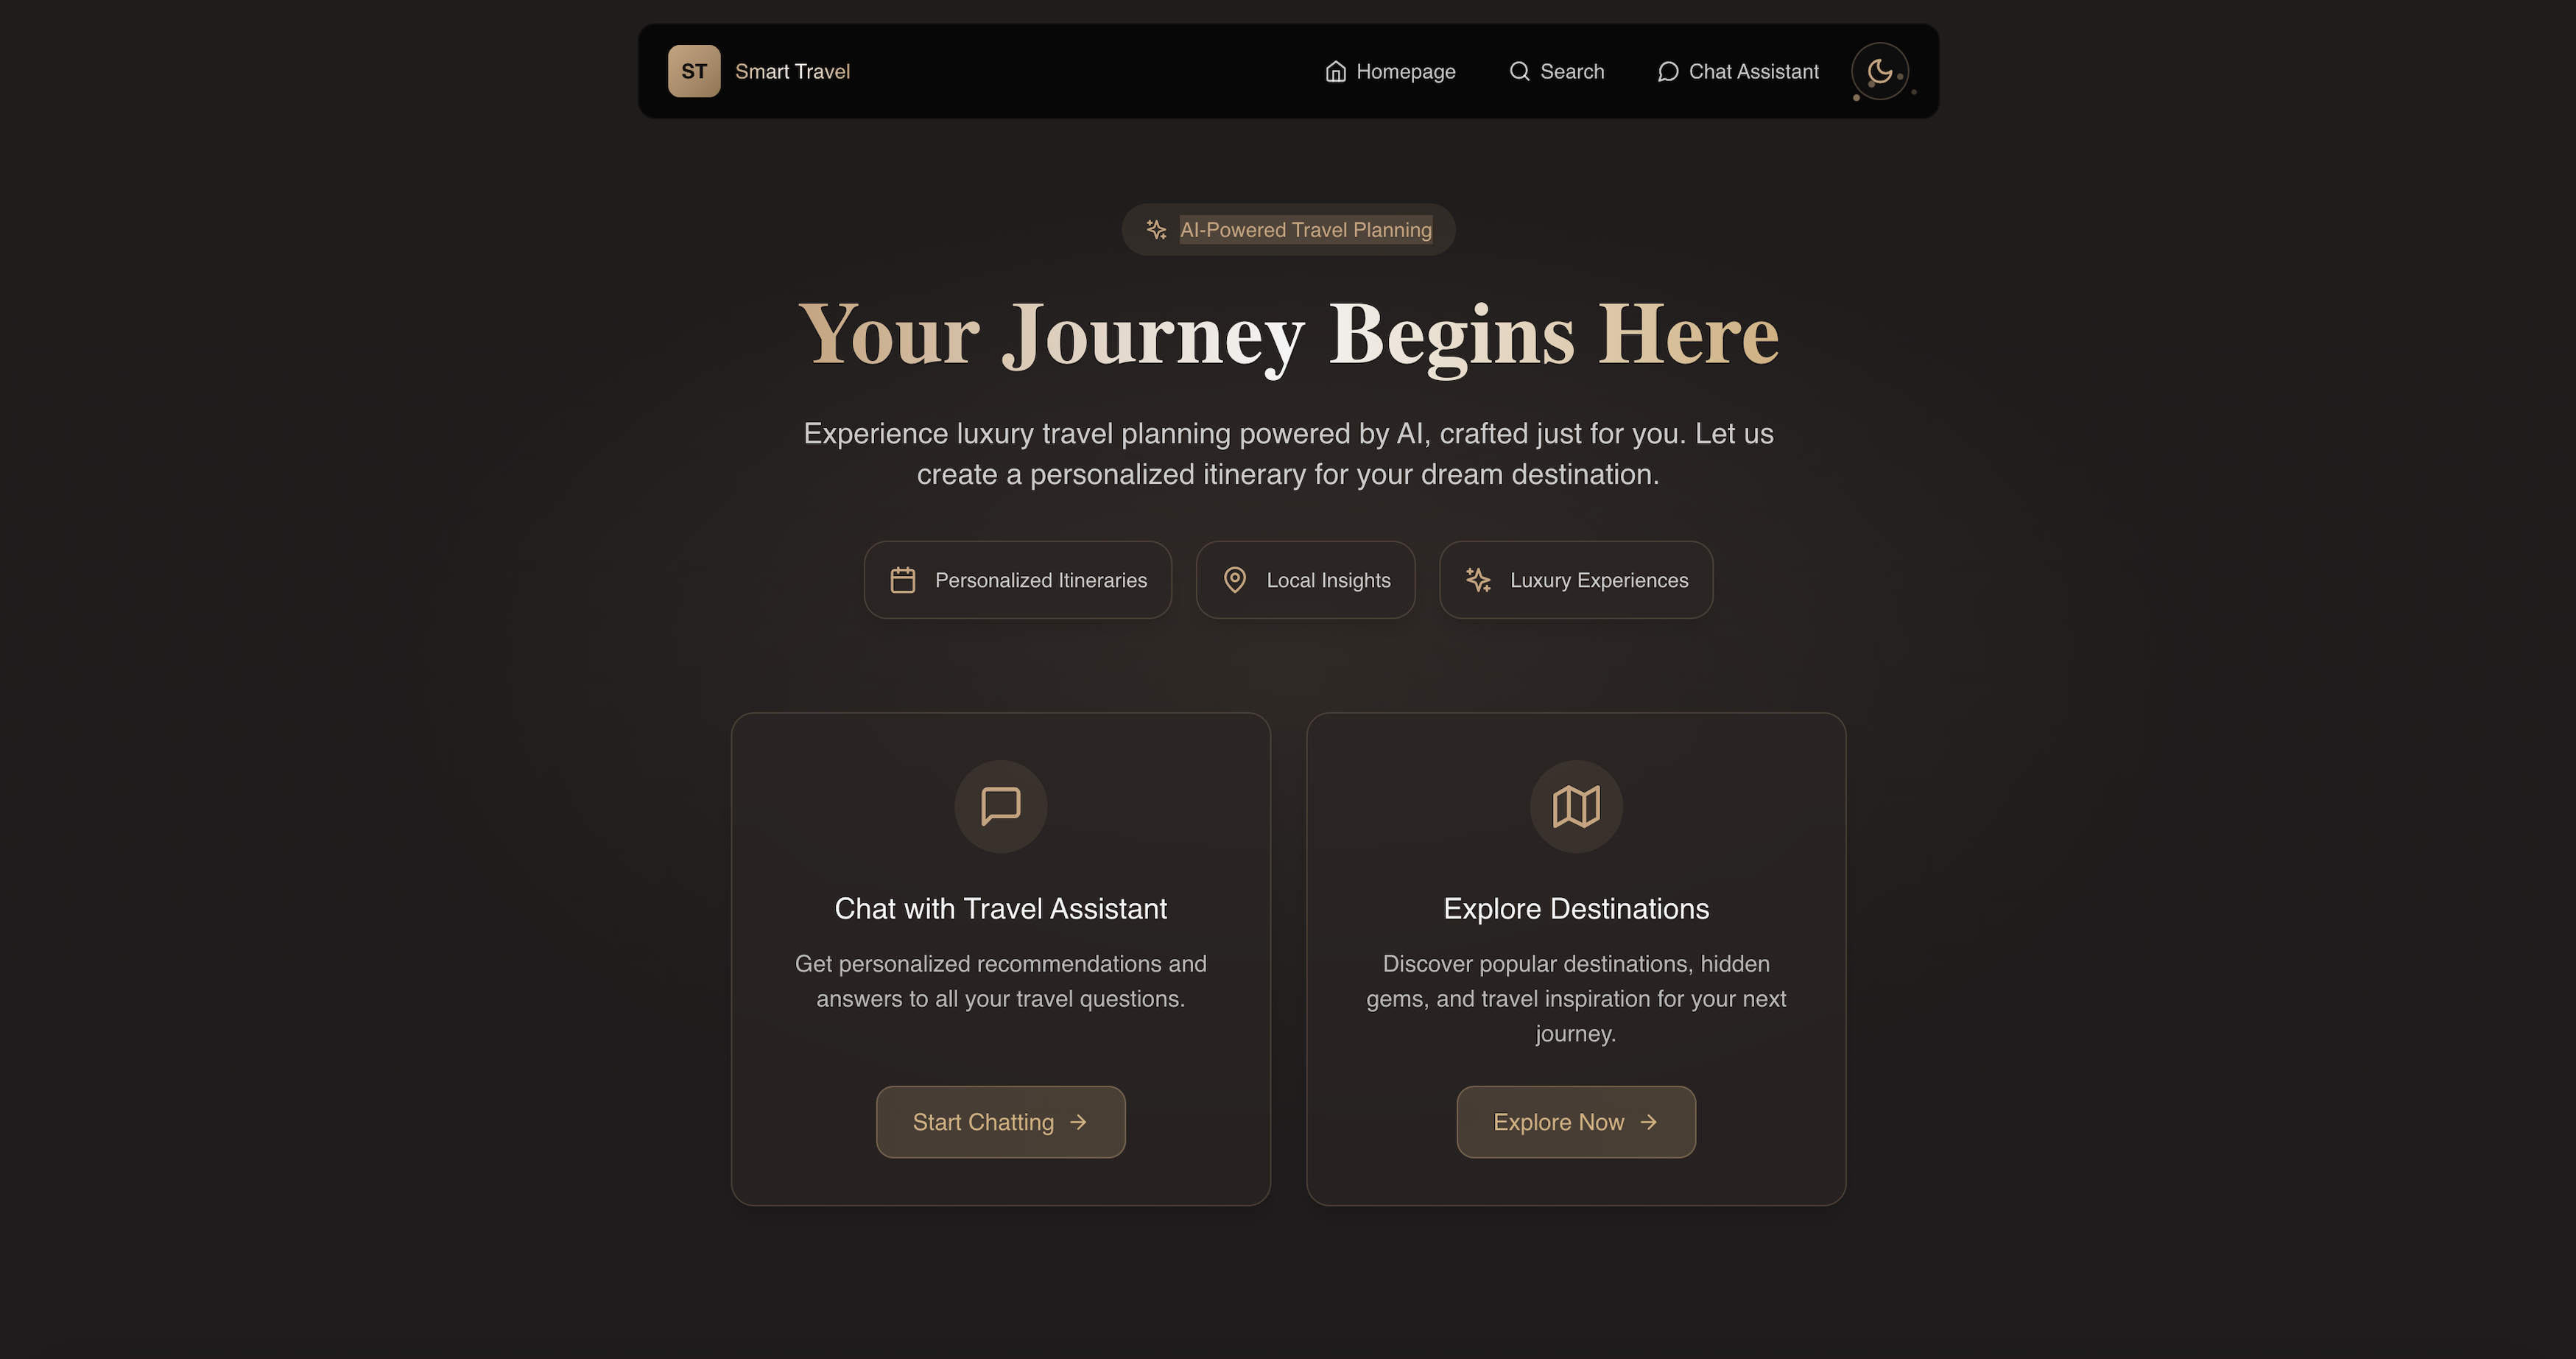 ST
Smart Travel
Homepage
Search
Chat Assistant
AI-Powered Travel Planning
Your Journey Begins Here
Experience luxury travel planning powered by AI, crafted just for you. Let us
create a personalized itinerary for your dream destination.
Personalized Itineraries
Local Insights
Luxury Experiences
Chat with Travel Assistant
Get personalized recommendations and
answers to all your travel questions.
Start Chatting
Explore Destinations
Discover popular destinations, hidden
gems, and travel inspiration for your next
journey.
Explore Now